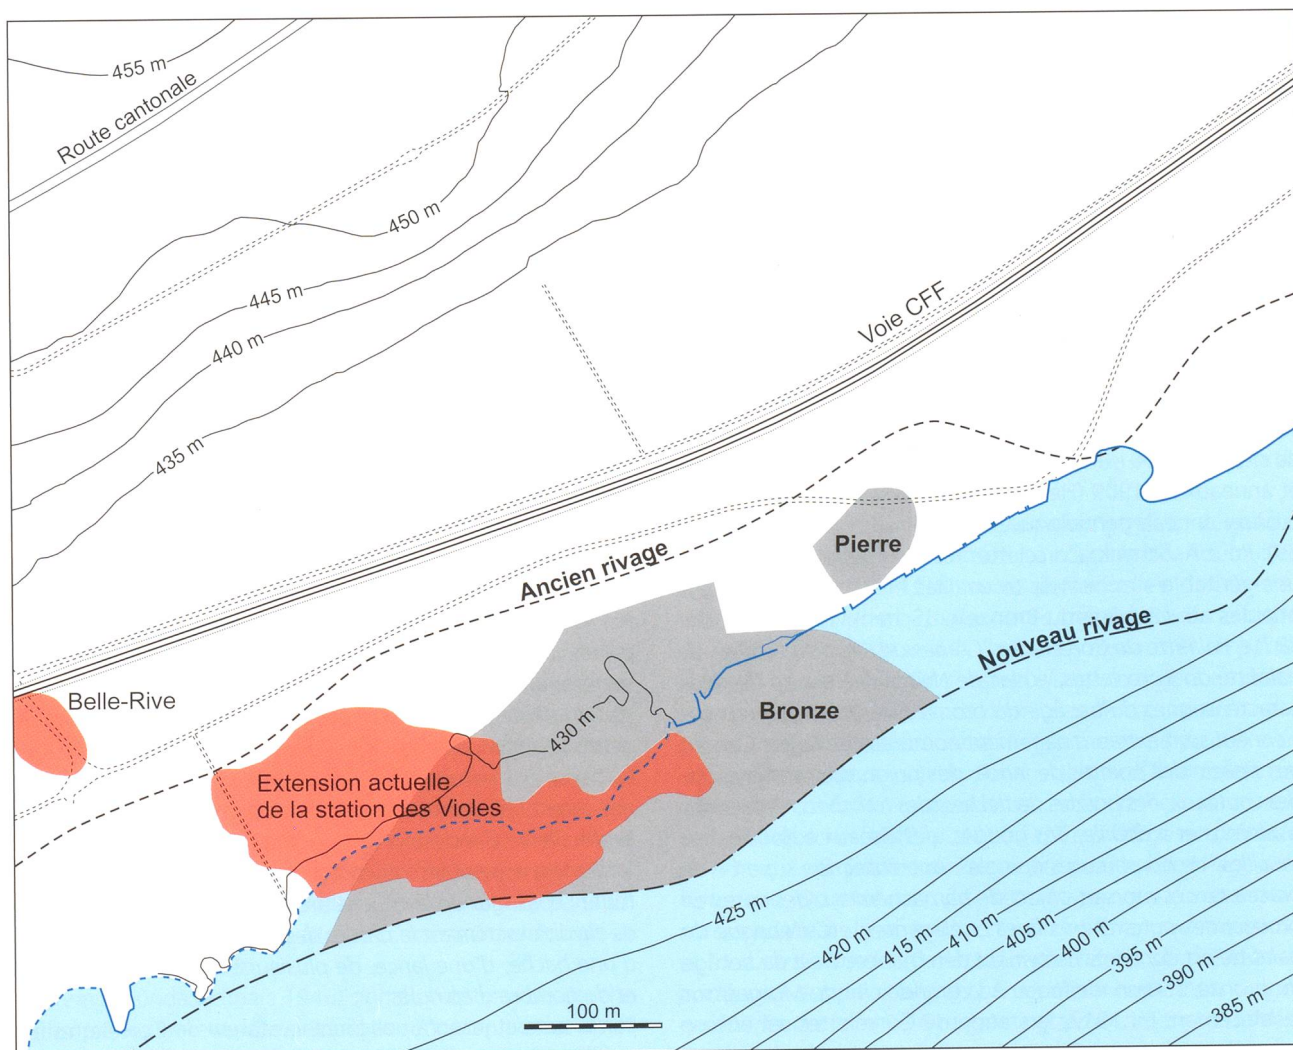 455 m
Route cantonale
450 m
445 m
440 m
435 m
Voie CFF
Pierre
Ancien rivage
Nouveau rivage
Belle-Rive
Bronze
430 m
Extension actuelle
de la station des Violes
425 m
420 m
415 m
410 m
405 m
400 m
395 m
390 m
385 m
100 m